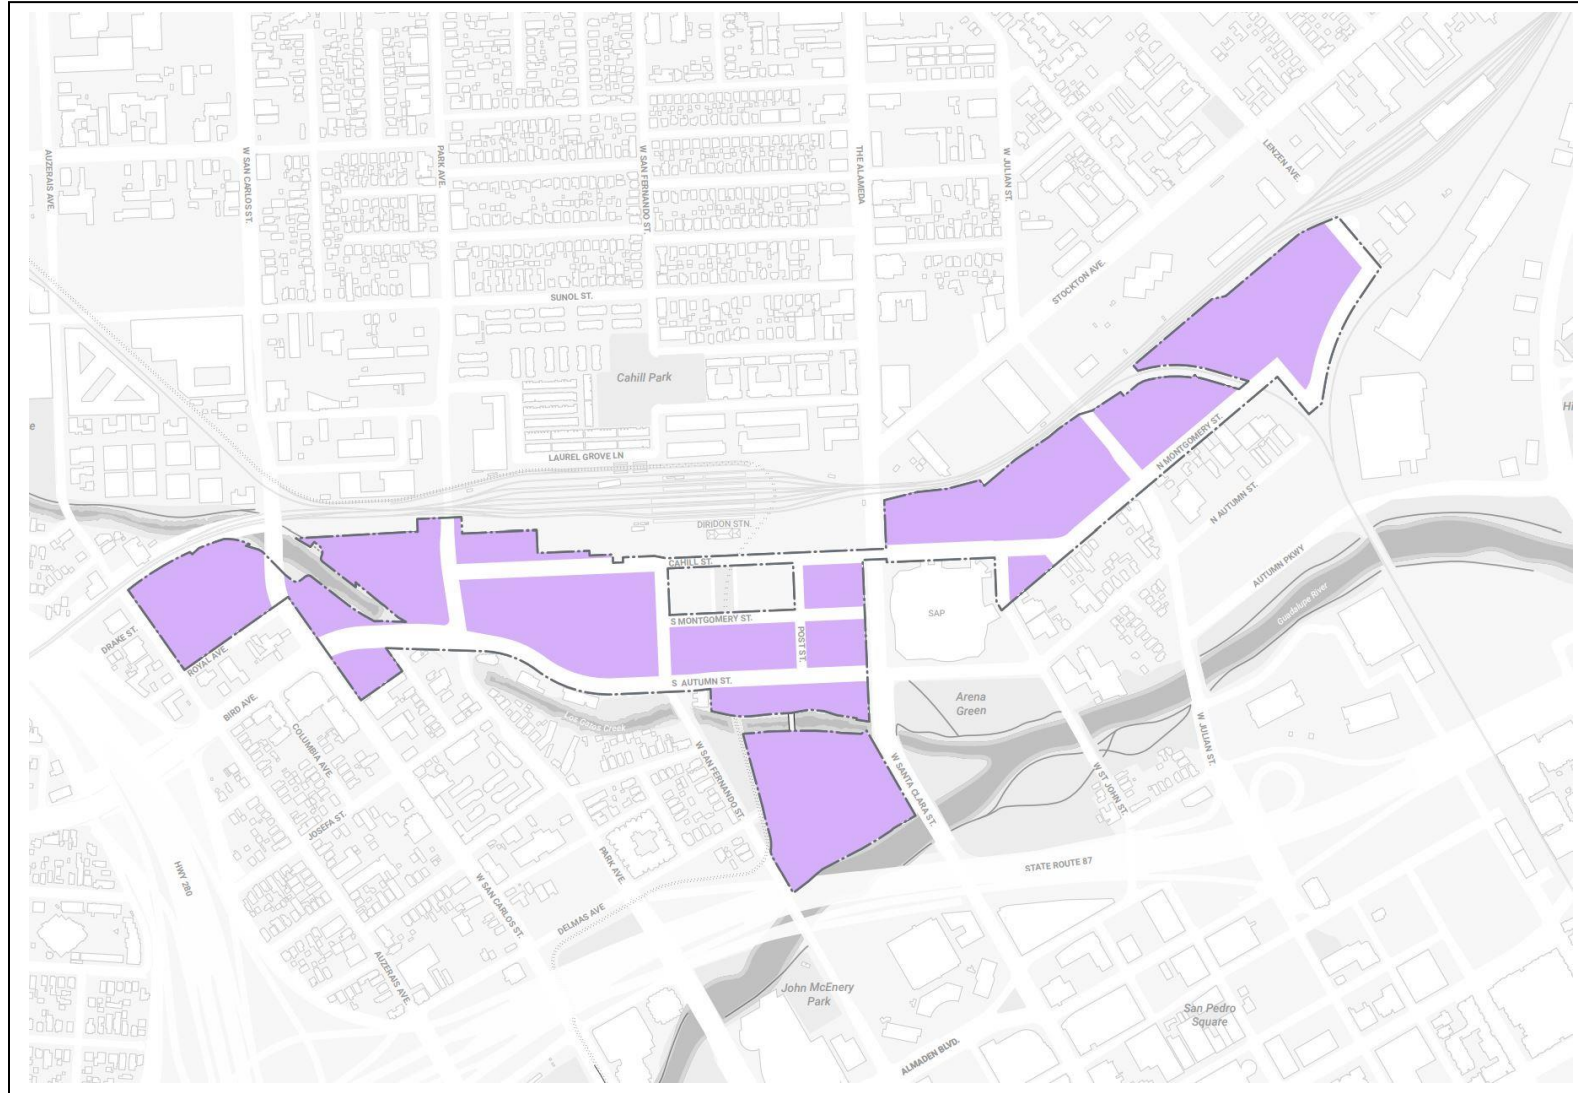 LENZEN AVE.
AUZERAIS AVE.
W SAN CARLOS ST.
PARK AVE.
W SAN FERNANDO ST.
THE ALAMEDA
W JULIAN ST.
STOCKTON AVE.
SUNOL ST.
Cahill Park
LAUREL GROVE LN
N MONTGOMERY ST.
N AUTUMN ST.
DIRIDON STN.
CAHILL ST.
AUTUMN PKWY
Guadalupe River
SAP
S MONTGOMERY ST.
POST ST.
DRAKE ST.
ROYAL AVE.
S AUTUMN ST.
BIRD AVE.
Arena
Green
Los Gatos Creek
COLUMBIA AVE.
W SAN FERNANDO ST.
W SANTA CLARA ST.
W ST JOHN ST.
W JULIAN ST.
JOSEFA ST.
HWY 280
PARK AVE.
STATE ROUTE 87
W SAN CARLOS ST.
DELMAS AVE
AUZERAIS AVE.
John McEnery
Park
San Pedro
Square
ALMADEN BLVD.